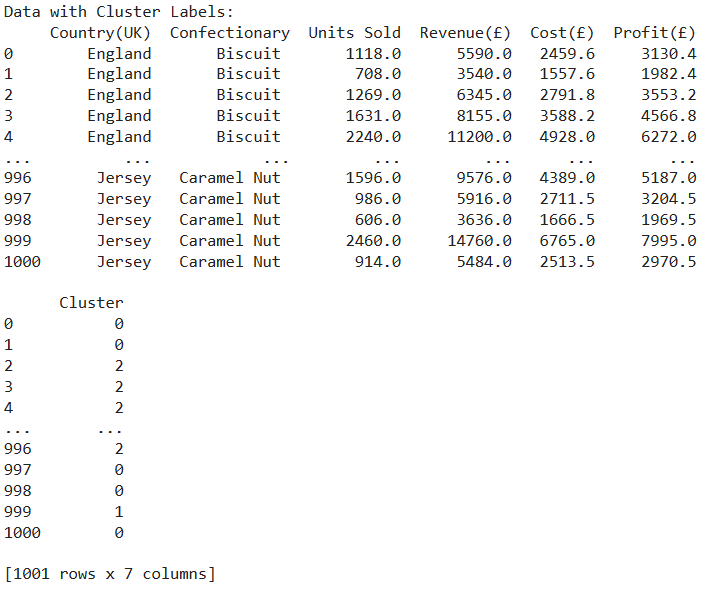 Data with Cluster Labels:
Country(UK) Confectionary Units Sold Revenue(£) Cost(£) Profit(£)
0 England Biscuit 1118.0 5590.0 2459.6 3130.4
1 England Biscuit 708.0 3540.0 1557.6 1982.4
2 England Biscuit 1269.0 6345.0 2791.8 3553.2
3 England Biscuit 1631.0 8155.0 3588.2 4566.8
4 England Biscuit 2240.0 11200.0 4928.0 6272.0
... ... ... ... ... ... ...
996 Jersey Caramel Nut 1596.0 9576.0 4389.0 5187.0
997 Jersey Caramel Nut 986.0 5916.0 2711.5 3204.5
998 Jersey Caramel Nut 606.0 3636.0 1666.5 1969.5
999 Jersey Caramel Nut 2460.0 14760.0 6765.0 7995.0
1000 Jersey Caramel Nut 914.0 5484.0 2513.5 2970.5
Cluster
0 0
1 0
2 2
3 2
4 2
... ...
996 2
997 0
998 0
999 1
1000 0
[1001 rows x 7 columns]